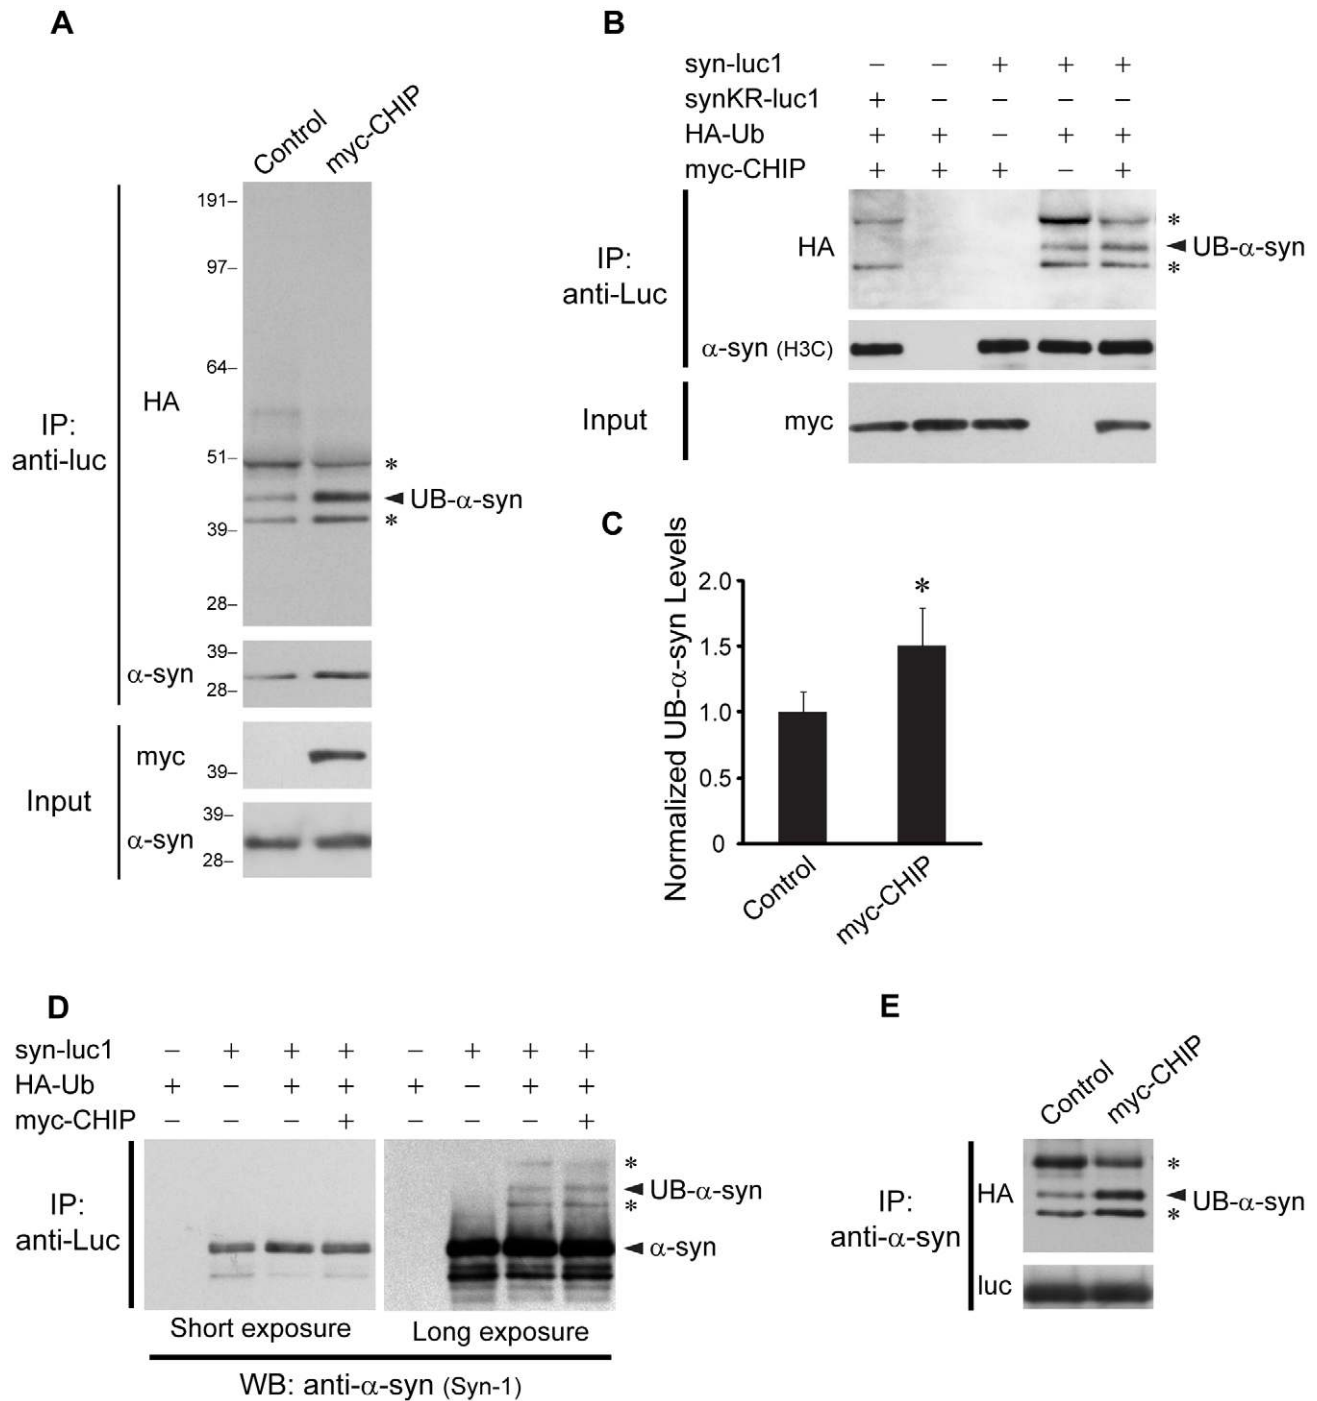 A
Control
myc-CHIP
191–
97–
64–
51–
39–
28–
HA
IP:
anti-luc
*
UB-α-syn
*
39–
α-syn
28–
myc
39–
Input
39–
α-syn
28–
B
syn-luc1 – – + + +
synKR-luc1 + – – – –
HA-Ub + + – + +
myc-CHIP + + + – +
IP:
anti-Luc
HA
*
UB-α-syn
*
α-syn (H3C)
Input
myc
C
Normalized UB-α-syn Levels
2.0
1.5
1.0
0.5
0
*
Control
myc-CHIP
D
syn-luc1 – + + + – + + +
HA-Ub + – + + + – + +
myc-CHIP – – – + – – – +
IP:
anti-Luc
*
UB-α-syn
*
α-syn
Short exposure
Long exposure
WB: anti-α-syn (Syn-1)
E
Control
myc-CHIP
IP:
anti-α-syn
HA
*
UB-α-syn
*
luc